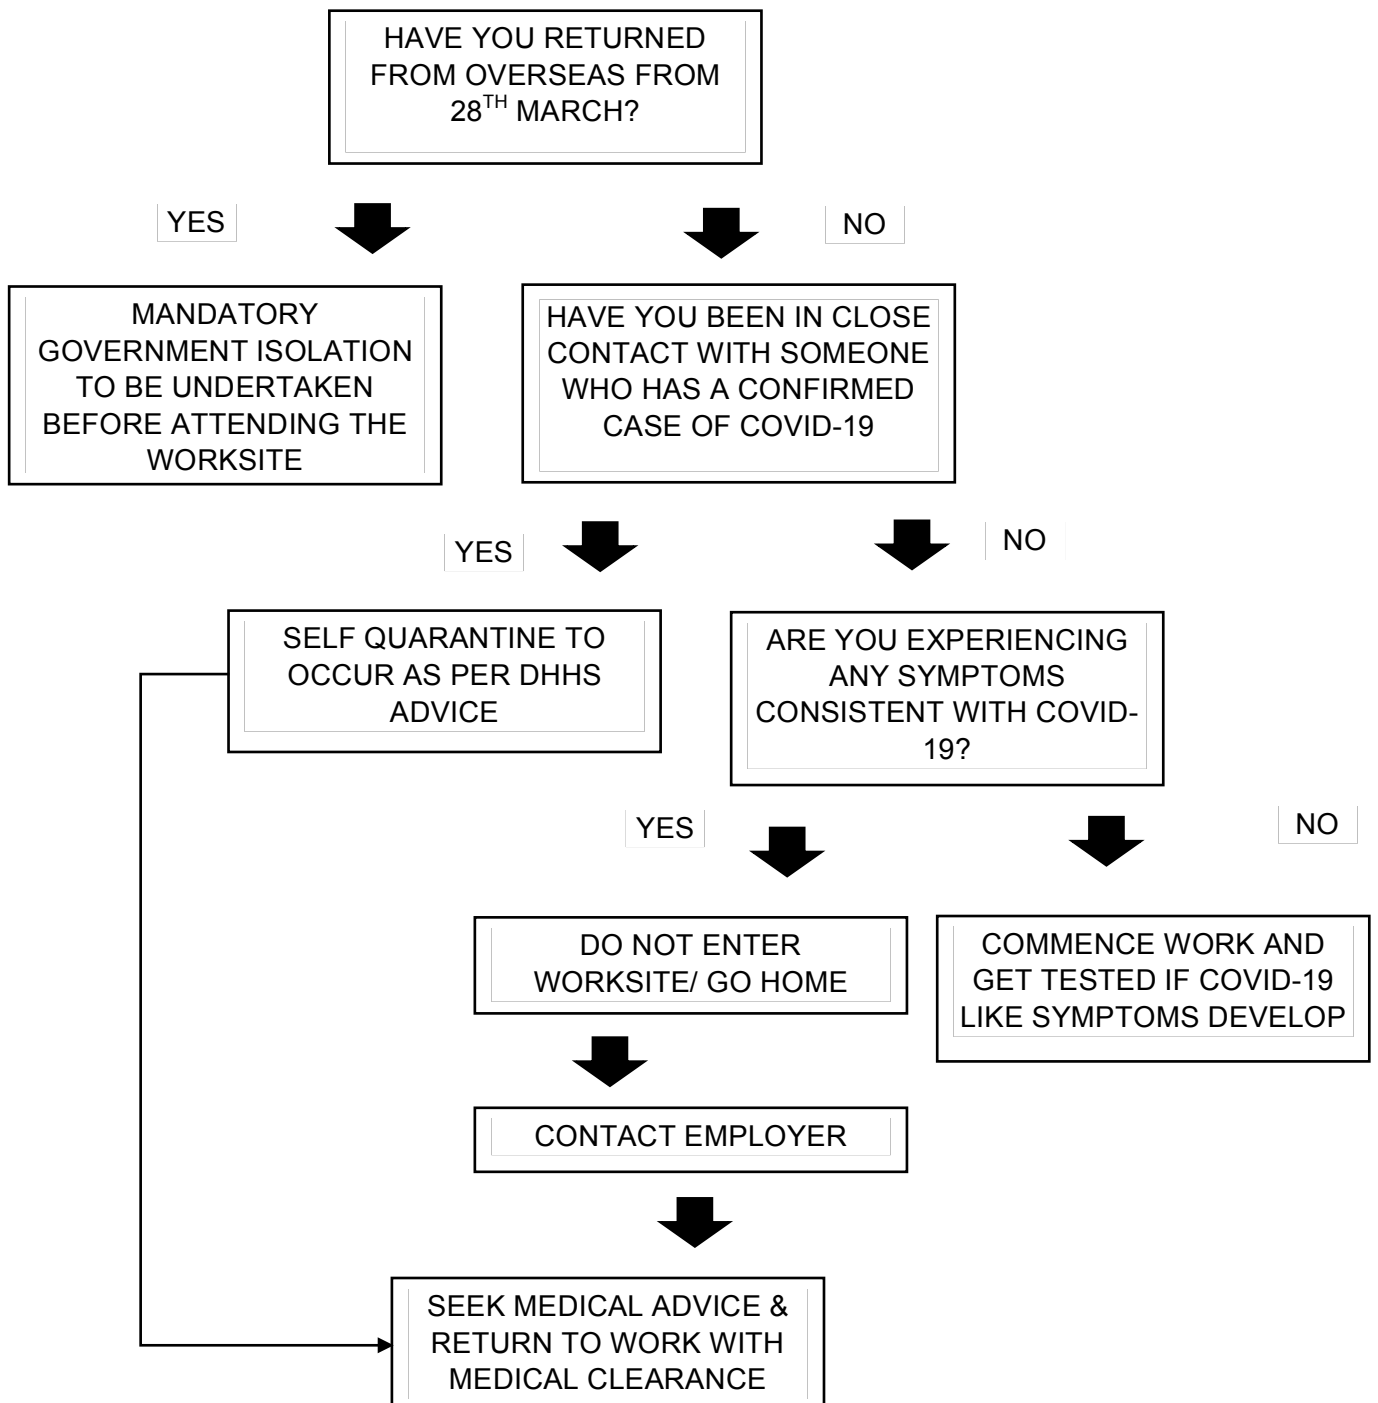 HAVE YOU RETURNED
FROM OVERSEAS FROM
28TH MARCH?
YES
NO
MANDATORY
GOVERNMENT ISOLATION
TO BE UNDERTAKEN
BEFORE ATTENDING THE
WORKSITE
HAVE YOU BEEN IN CLOSE
CONTACT WITH SOMEONE
WHO HAS A CONFIRMED
CASE OF COVID-19
YES
NO
SELF QUARANTINE TO
OCCUR AS PER DHHS
ADVICE
ARE YOU EXPERIENCING
ANY SYMPTOMS
CONSISTENT WITH COVID-
19?
YES
NO
DO NOT ENTER
WORKSITE/ GO HOME
COMMENCE WORK AND
GET TESTED IF COVID-19
LIKE SYMPTOMS DEVELOP
CONTACT EMPLOYER
SEEK MEDICAL ADVICE &
RETURN TO WORK WITH
MEDICAL CLEARANCE